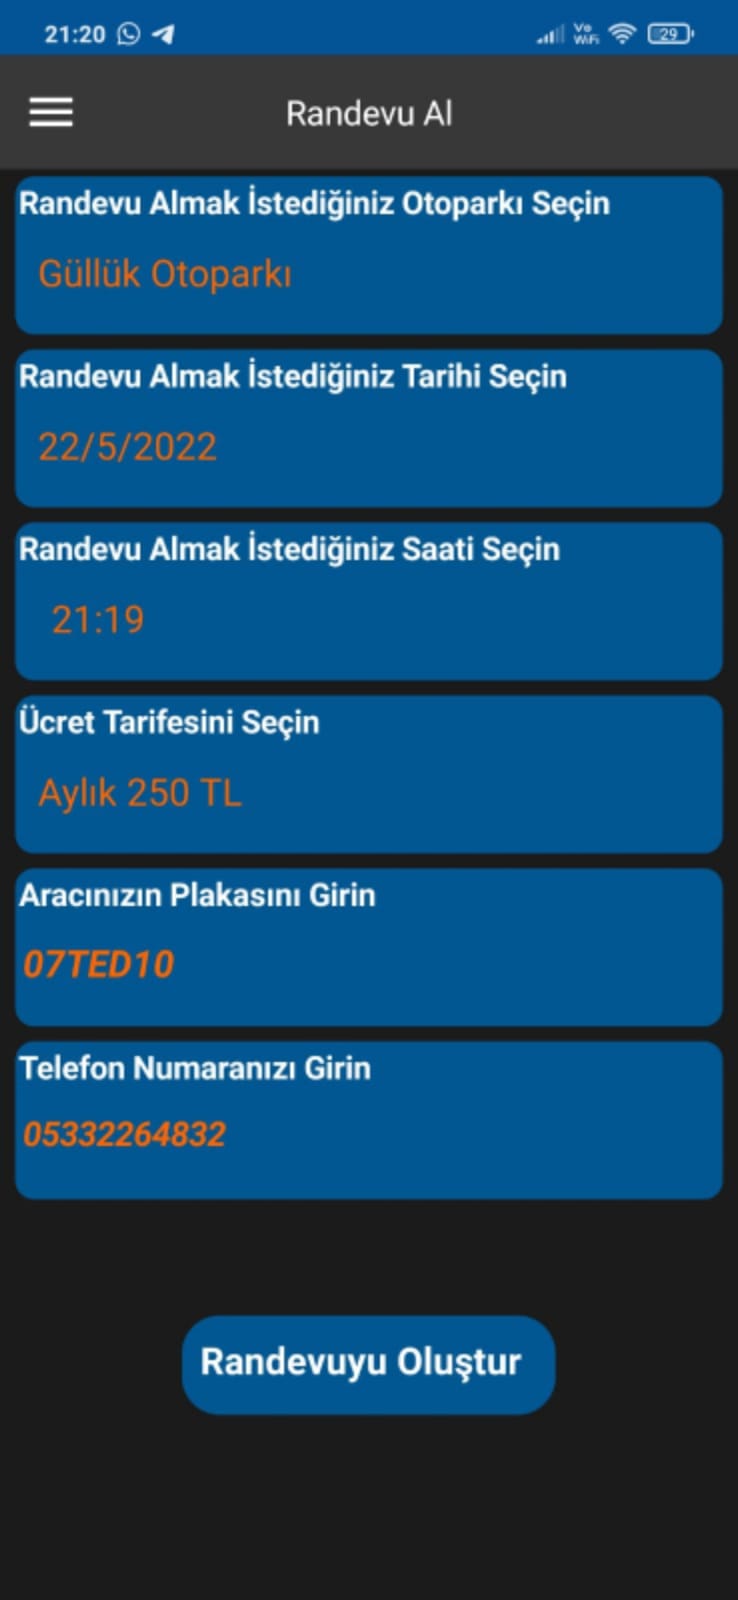 21:20
Vo
WiFi
29
Randevu Al
Randevu Almak İstediğiniz Otoparkı Seçin
Güllük Otoparkı
Randevu Almak İstediğiniz Tarihi Seçin
22/5/2022
Randevu Almak İstediğiniz Saati Seçin
21:19
Ücret Tarifesini Seçin
Aylık 250 TL
Aracınızın Plakasını Girin
07TED10
Telefon Numaranızı Girin
05332264832
Randevuyu Oluştur